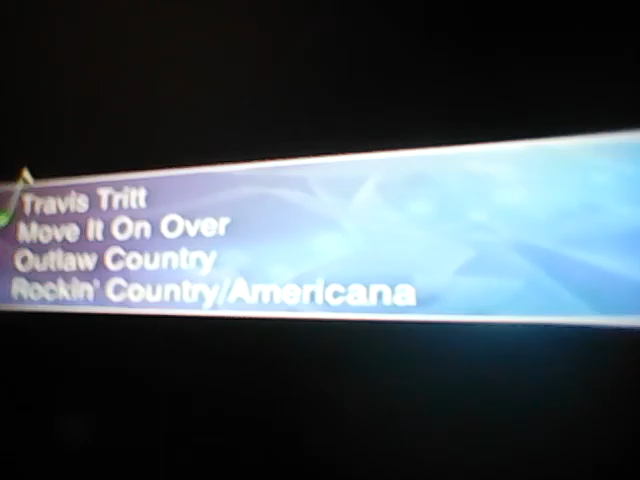 Travis Tritt
Move It On Over
Outlaw Country
Rockin' Country/Americana